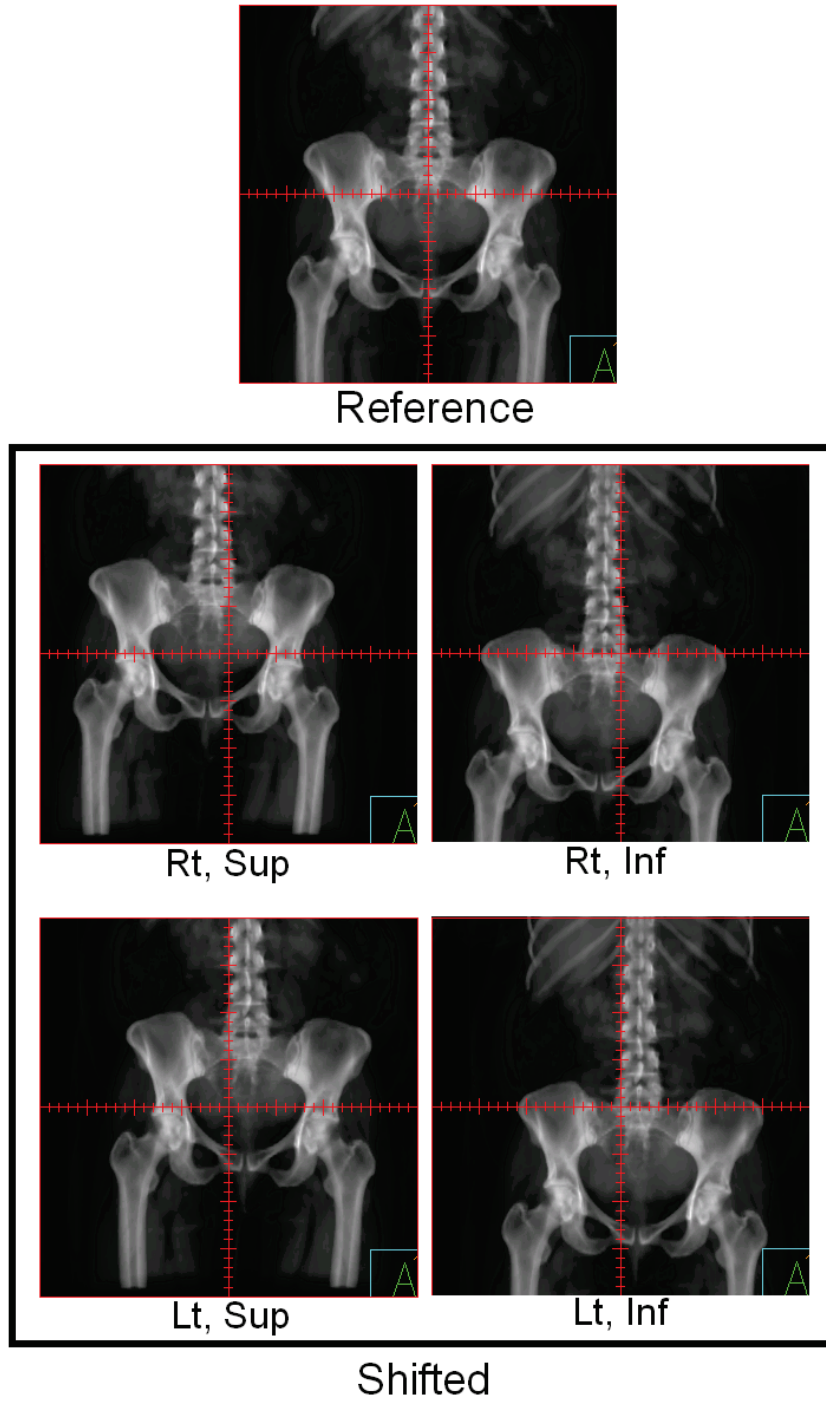 A
Reference
A
A
Rt, Sup
Rt, Inf
A
A
Lt, Sup
Lt, Inf
Shifted